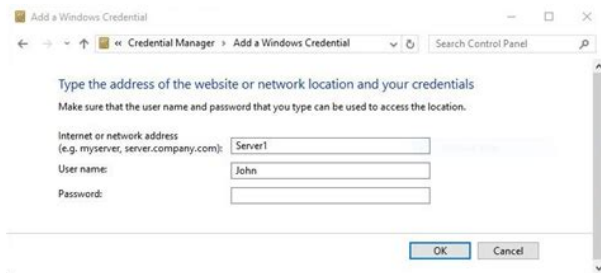 Add a Windows Credential
« Credential Manager > Add a Windows Credential
Search Control Panel
Type the address of the website or network location and your credentials
Make sure that the user name and password that you type can be used to access the location.
Internet or network address
(e.g. myserver, server.company.com): Server1
User name: John
Password:
OK Cancel